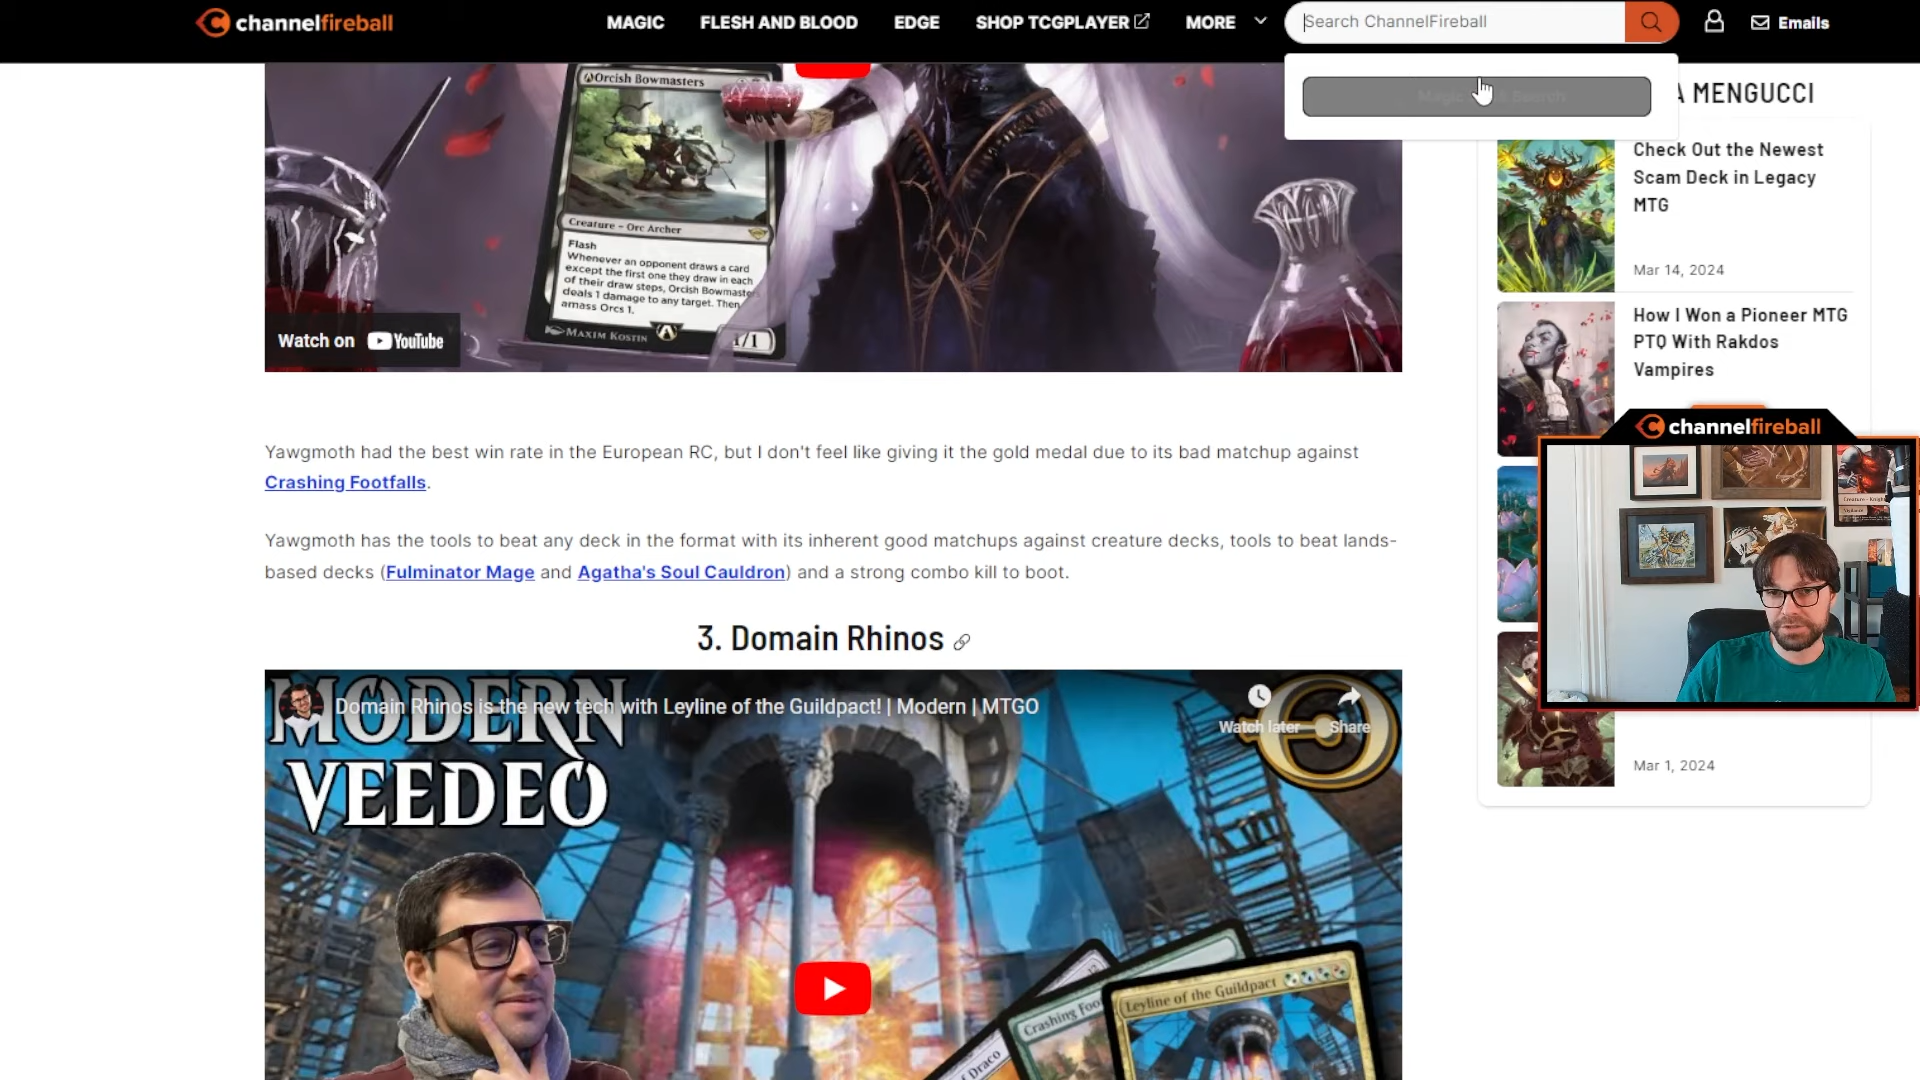 channelfireball
MAGIC
FLESH AND BLOOD
EDGE
SHOP TCGPLAYER
MORE
Search ChannelFireball
Emails
Orcish Bowmasters
Creature – Orc Archer
Flash
Whenever an opponent draws a card
except the first one they draw in each
of their draw steps, Orcish Bowmasters
deals 1 damage to any target. Then
amass Orcs 1.
MAXIM KOSTIN
1/1
Watch on YouTube
Yawgmoth had the best win rate in the European RC, but I don't feel like giving it the gold medal due to its bad matchup against
Crashing Footfalls.
Yawgmoth has the tools to beat any deck in the format with its inherent good matchups against creature decks, tools to beat lands-
based decks (Fulminator Mage and Agatha's Soul Cauldron) and a strong combo kill to boot.
3. Domain Rhinos
Domain Rhinos is the new tech with Leyline of the Guildpact! | Modern | MTGO
Watch later
Share
MODERN
VEEDEO
Draco
Crashing Foo
Leyline of the Guildpact
A MENGUCCI
Check Out the Newest
Scam Deck in Legacy
MTG
Mar 14, 2024
How I Won a Pioneer MTG
PTQ With Rakdos
Vampires
channelfireball
Mar 1, 2024